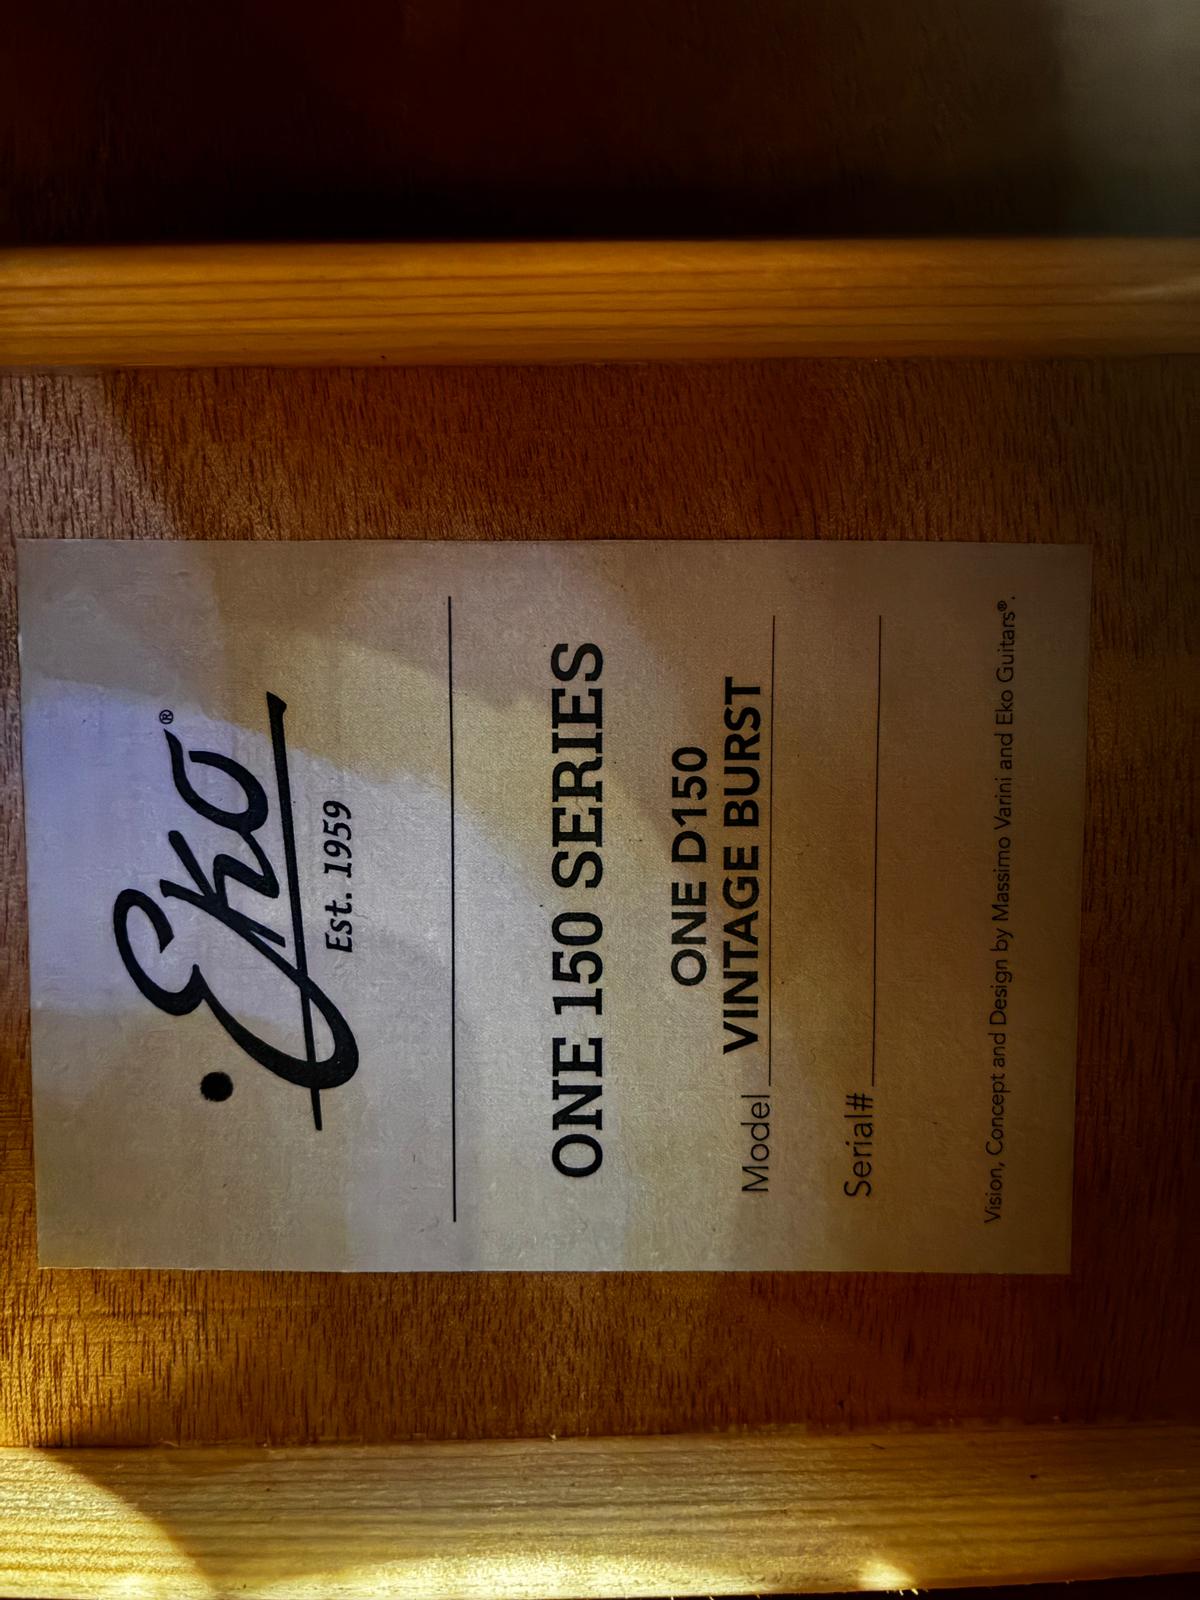 Eko®
Est. 1959
ONE 150 SERIES
ONE D150
VINTAGE BURST
Model
Serial#
Vision, Concept and Design by Massimo Varini and Eko Guitars®.